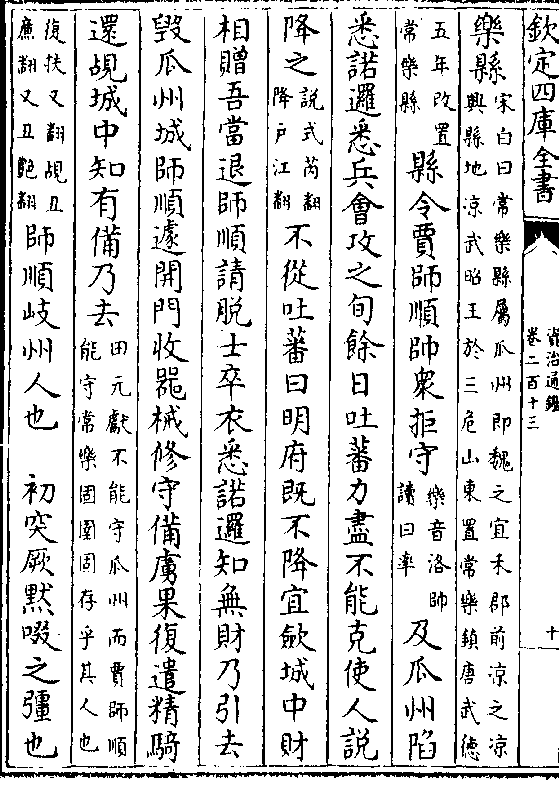 欽定四庫全書
資治通鑑
卷二百十三
十
樂縣宋白曰常樂縣屬瓜州即魏之宜禾郡前涼之涼
興縣地涼武昭王於三危山東置常樂鎮唐武德
五年改置
常樂縣縣令賈師順帥衆拒守樂音洛帥
讀曰率及瓜州陷
悉諾邏悉兵會攻之旬餘日吐蕃力盡不能克使人說
降之說式芮翻
降戶江翻不從吐蕃曰明府既不降宜歛城中財
相贈吾當退師順請脱士卒衣悉諾邏知無財乃引去
毁瓜州城師順遽開門收器械修守備虜果復遣精騎
還覘城中知有備乃去田元獻不能守瓜州而賈師順
能守常樂固圉固存乎其人也
復扶又翻覘丑
亷翻又丑艷翻師順岐州人也　初突厥默啜之彊也